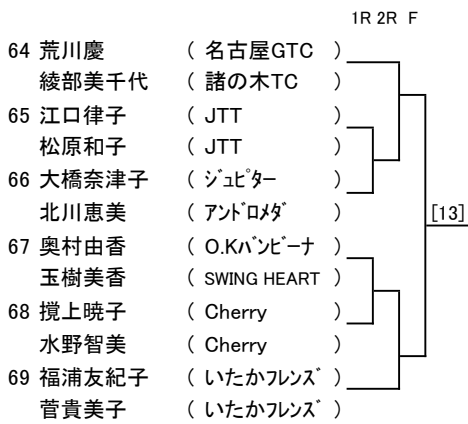 1R 2R F
64 荒川慶 ( 名古屋GTC )
綾部美千代 ( 諸の木TC )
65 江口律子 ( JTT )
松原和子 ( JTT )
66 大橋奈津子 ( ｼﾞｭﾋﾟﾀｰ )
北川恵美 ( ｱﾝﾄﾞﾛﾒﾀﾞ )
[13]
67 奥村由香 ( O.Kﾊﾞﾝﾋﾞｰﾅ )
玉樹美香 ( SWING HEART )
68 撹上暁子 ( Cherry )
水野智美 ( Cherry )
69 福浦友紀子 ( いたかﾌﾚﾝｽﾞ )
菅貴美子 ( いたかﾌﾚﾝｽﾞ )